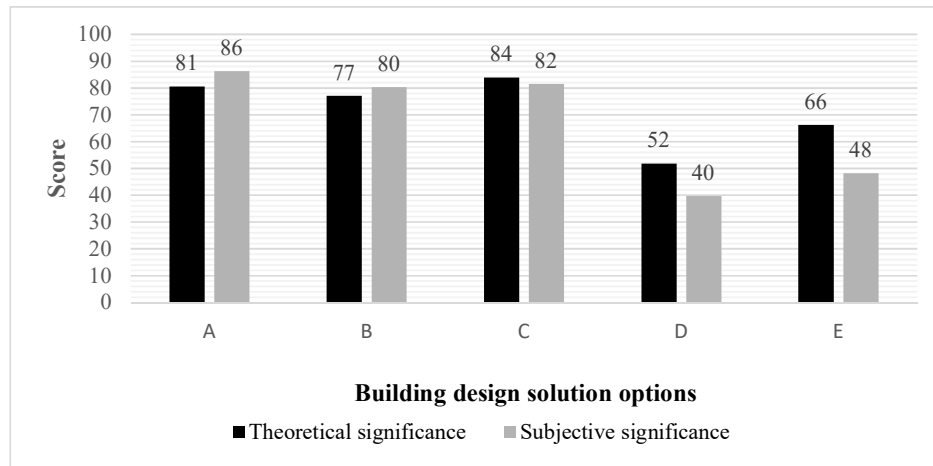 100
90
80
70
60
50
40
30
20
10
0
Score
81
86
77
80
84
82
52
40
66
48
A
B
C
D
E
Building design solution options
Theoretical significance
Subjective significance